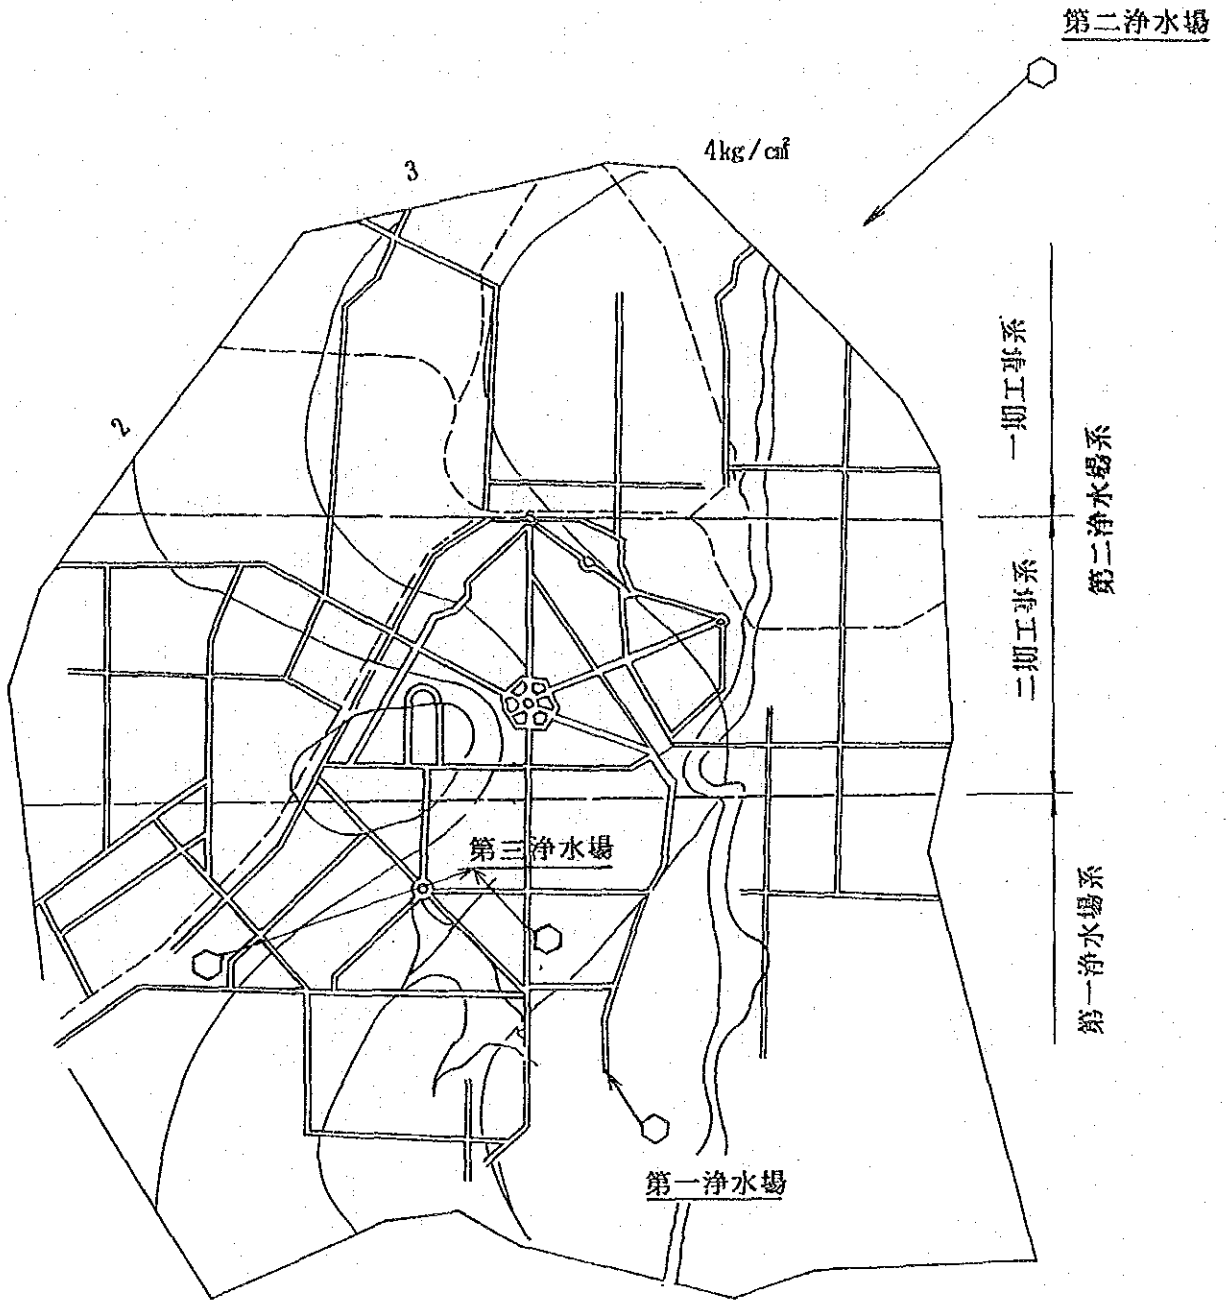 第二浄水場
4kg/c㎡
3
2
一期工事系
第二浄水場系
二期工事系
第三浄水場
第一浄水場系
第一浄水場